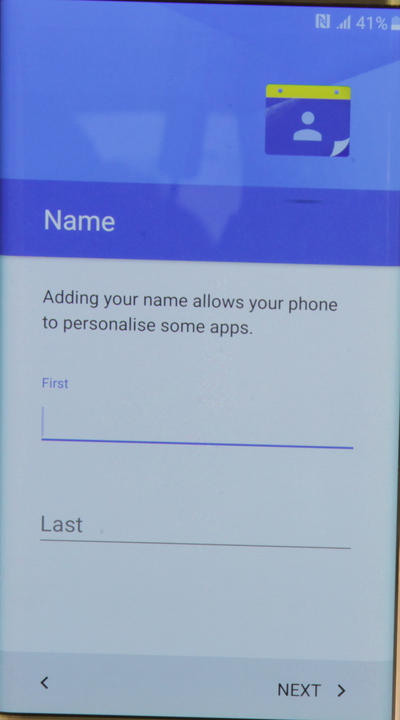 41%
Name
Adding your name allows your phone
to personalise some apps.
First
Last
NEXT